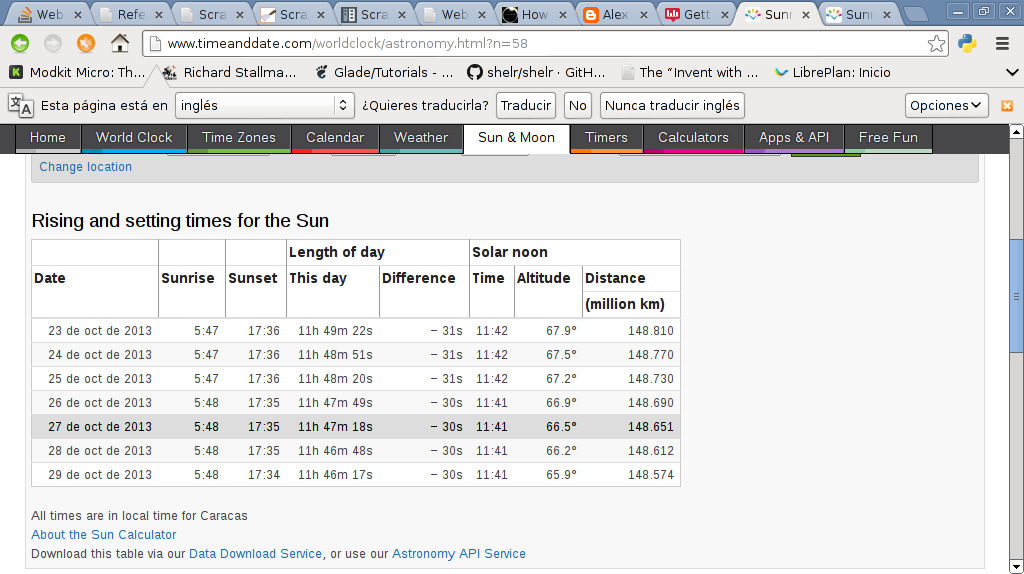 Web
Refe
Scra
Scra
Scra
Web
How
Alex
Gett
Sunr
Sunr
www.timeanddate.com/worldclock/astronomy.html?n=58
Modkit Micro: Th... Richard Stallma... Glade/Tutorials - ... shelr/shelr · GitH... The “Invent with ... LibrePlan: Inicio
Esta página está en inglés ¿Quieres traducirla? Traducir No Nunca traducir inglés Opciones
Home World Clock Time Zones Calendar Weather Sun & Moon Timers Calculators Apps & API Free Fun
Change location
Rising and setting times for the Sun
Length of day Solar noon
Date Sunrise Sunset This day Difference Time Altitude Distance
(million km)
23 de oct de 2013 5:47 17:36 11h 49m 22s − 31s 11:42 67.9° 148.810
24 de oct de 2013 5:47 17:36 11h 48m 51s − 31s 11:42 67.5° 148.770
25 de oct de 2013 5:47 17:36 11h 48m 20s − 31s 11:42 67.2° 148.730
26 de oct de 2013 5:48 17:35 11h 47m 49s − 30s 11:41 66.9° 148.690
27 de oct de 2013 5:48 17:35 11h 47m 18s − 30s 11:41 66.5° 148.651
28 de oct de 2013 5:48 17:35 11h 46m 48s − 30s 11:41 66.2° 148.612
29 de oct de 2013 5:48 17:34 11h 46m 17s − 30s 11:41 65.9° 148.574
All times are in local time for Caracas
About the Sun Calculator
Download this table via our Data Download Service, or use our Astronomy API Service